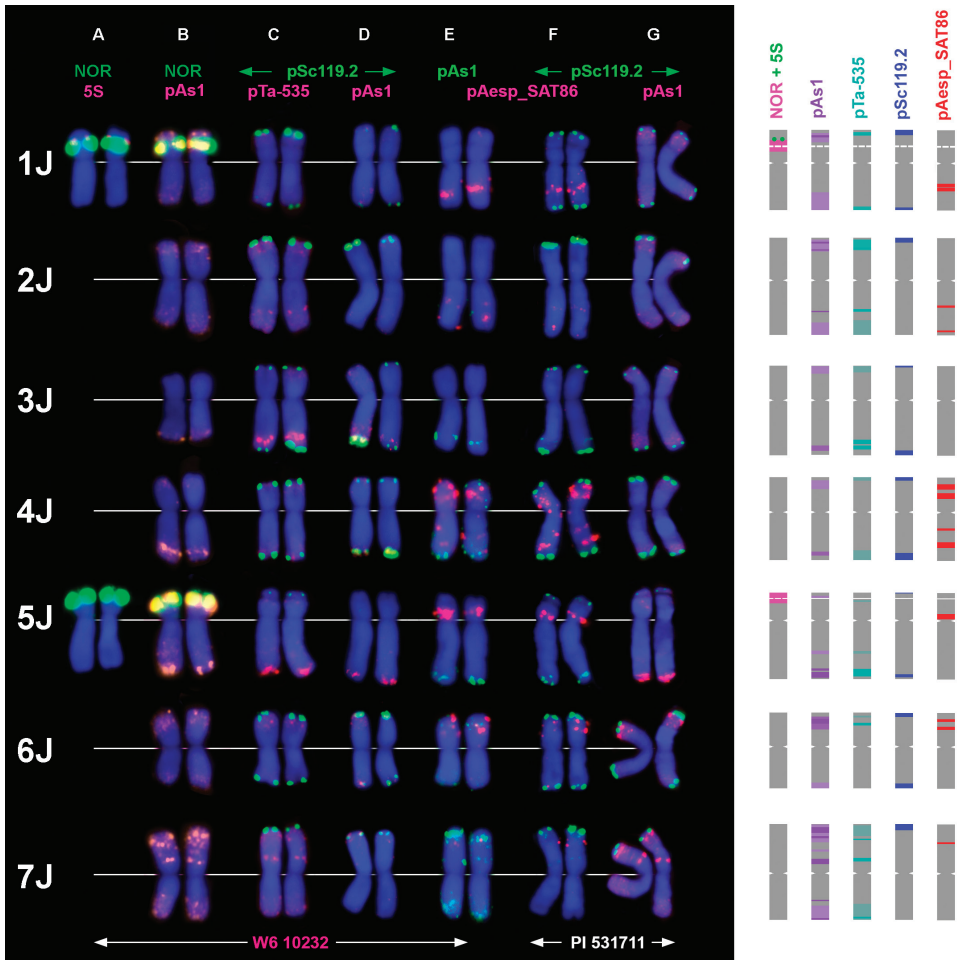 A B C D E F G
NOR NOR pSc119.2 pAs1 pSc119.2
5S pAs1 pTa-535 pAs1 pAesp_SAT86 pAs1
NOR + 5S
pAs1
pTa-535
pSc119.2
pAesp_SAT86
1J
2J
3J
4J
5J
6J
7J
W6 10232 PI 531711